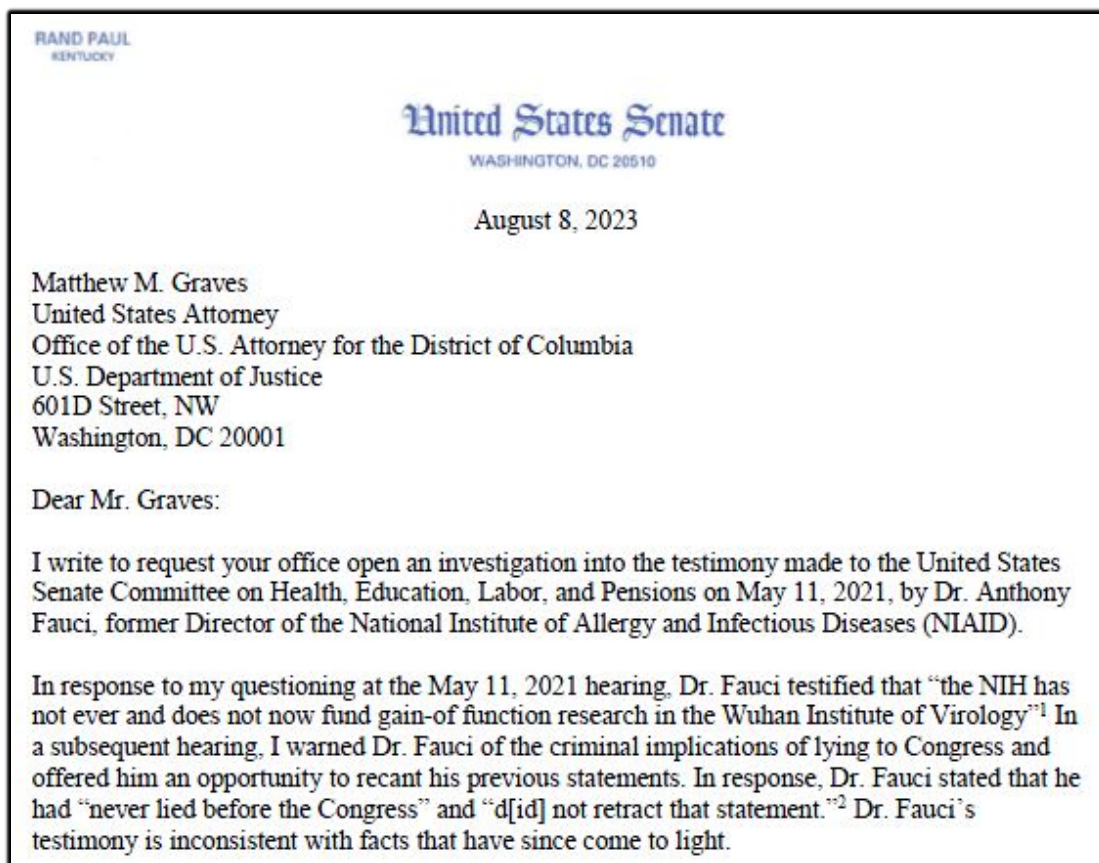 RAND PAUL
KENTUCKY
United States Senate
WASHINGTON, DC 20510
August 8, 2023
Matthew M. Graves
United States Attorney
Office of the U.S. Attorney for the District of Columbia
U.S. Department of Justice
601D Street, NW
Washington, DC 20001
Dear Mr. Graves:
I write to request your office open an investigation into the testimony made to the United States
Senate Committee on Health, Education, Labor, and Pensions on May 11, 2021, by Dr. Anthony
Fauci, former Director of the National Institute of Allergy and Infectious Diseases (NIAID).
In response to my questioning at the May 11, 2021 hearing, Dr. Fauci testified that “the NIH has
not ever and does not now fund gain-of function research in the Wuhan Institute of Virology”¹ In
a subsequent hearing, I warned Dr. Fauci of the criminal implications of lying to Congress and
offered him an opportunity to recant his previous statements. In response, Dr. Fauci stated that he
had “never lied before the Congress” and “d[id] not retract that statement.”² Dr. Fauci’s
testimony is inconsistent with facts that have since come to light.